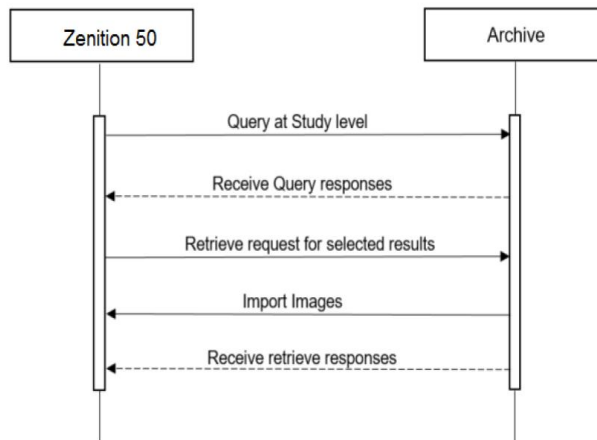 Zenition 50
Archive
Query at Study level
Receive Query responses
Retrieve request for selected results
Import Images
Receive retrieve responses